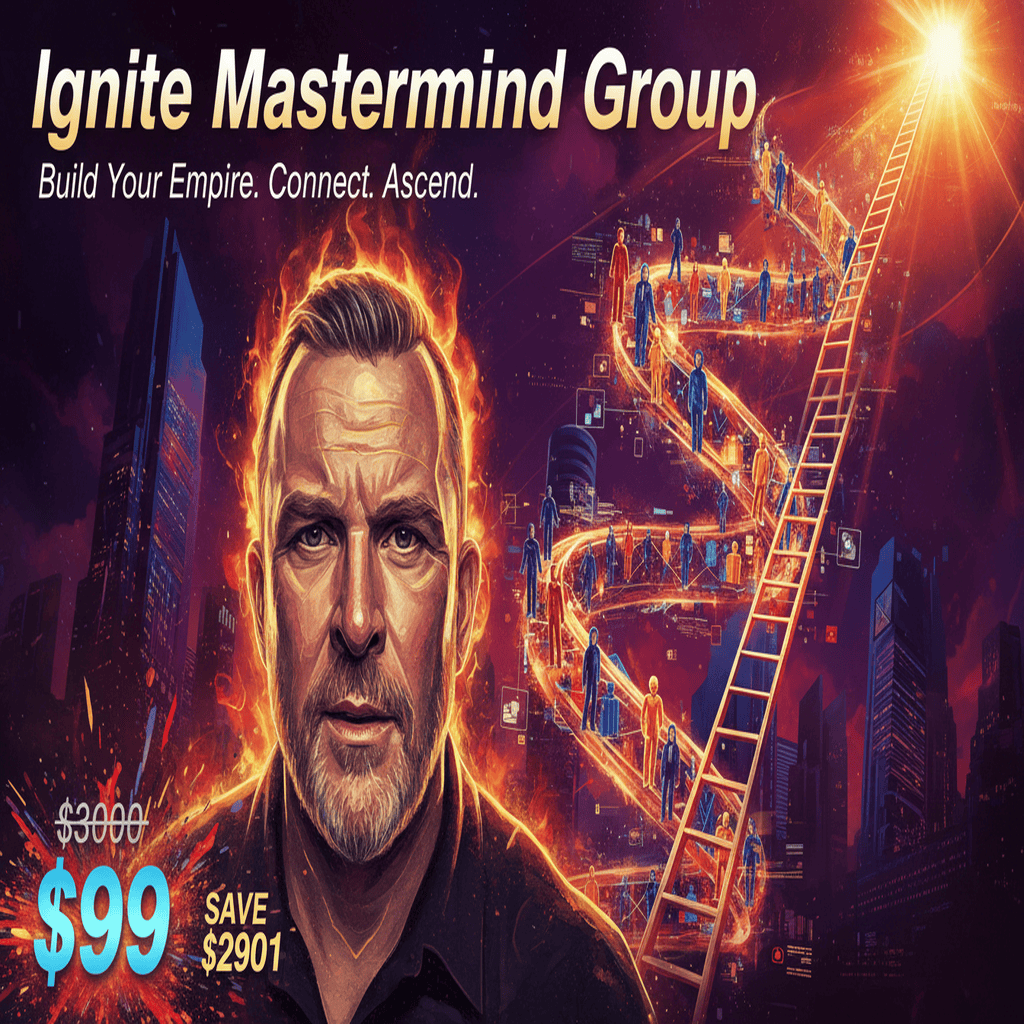 Ignite Mastermind Group
Build Your Empire. Connect. Ascend.
$3000
$99
SAVE
$2901